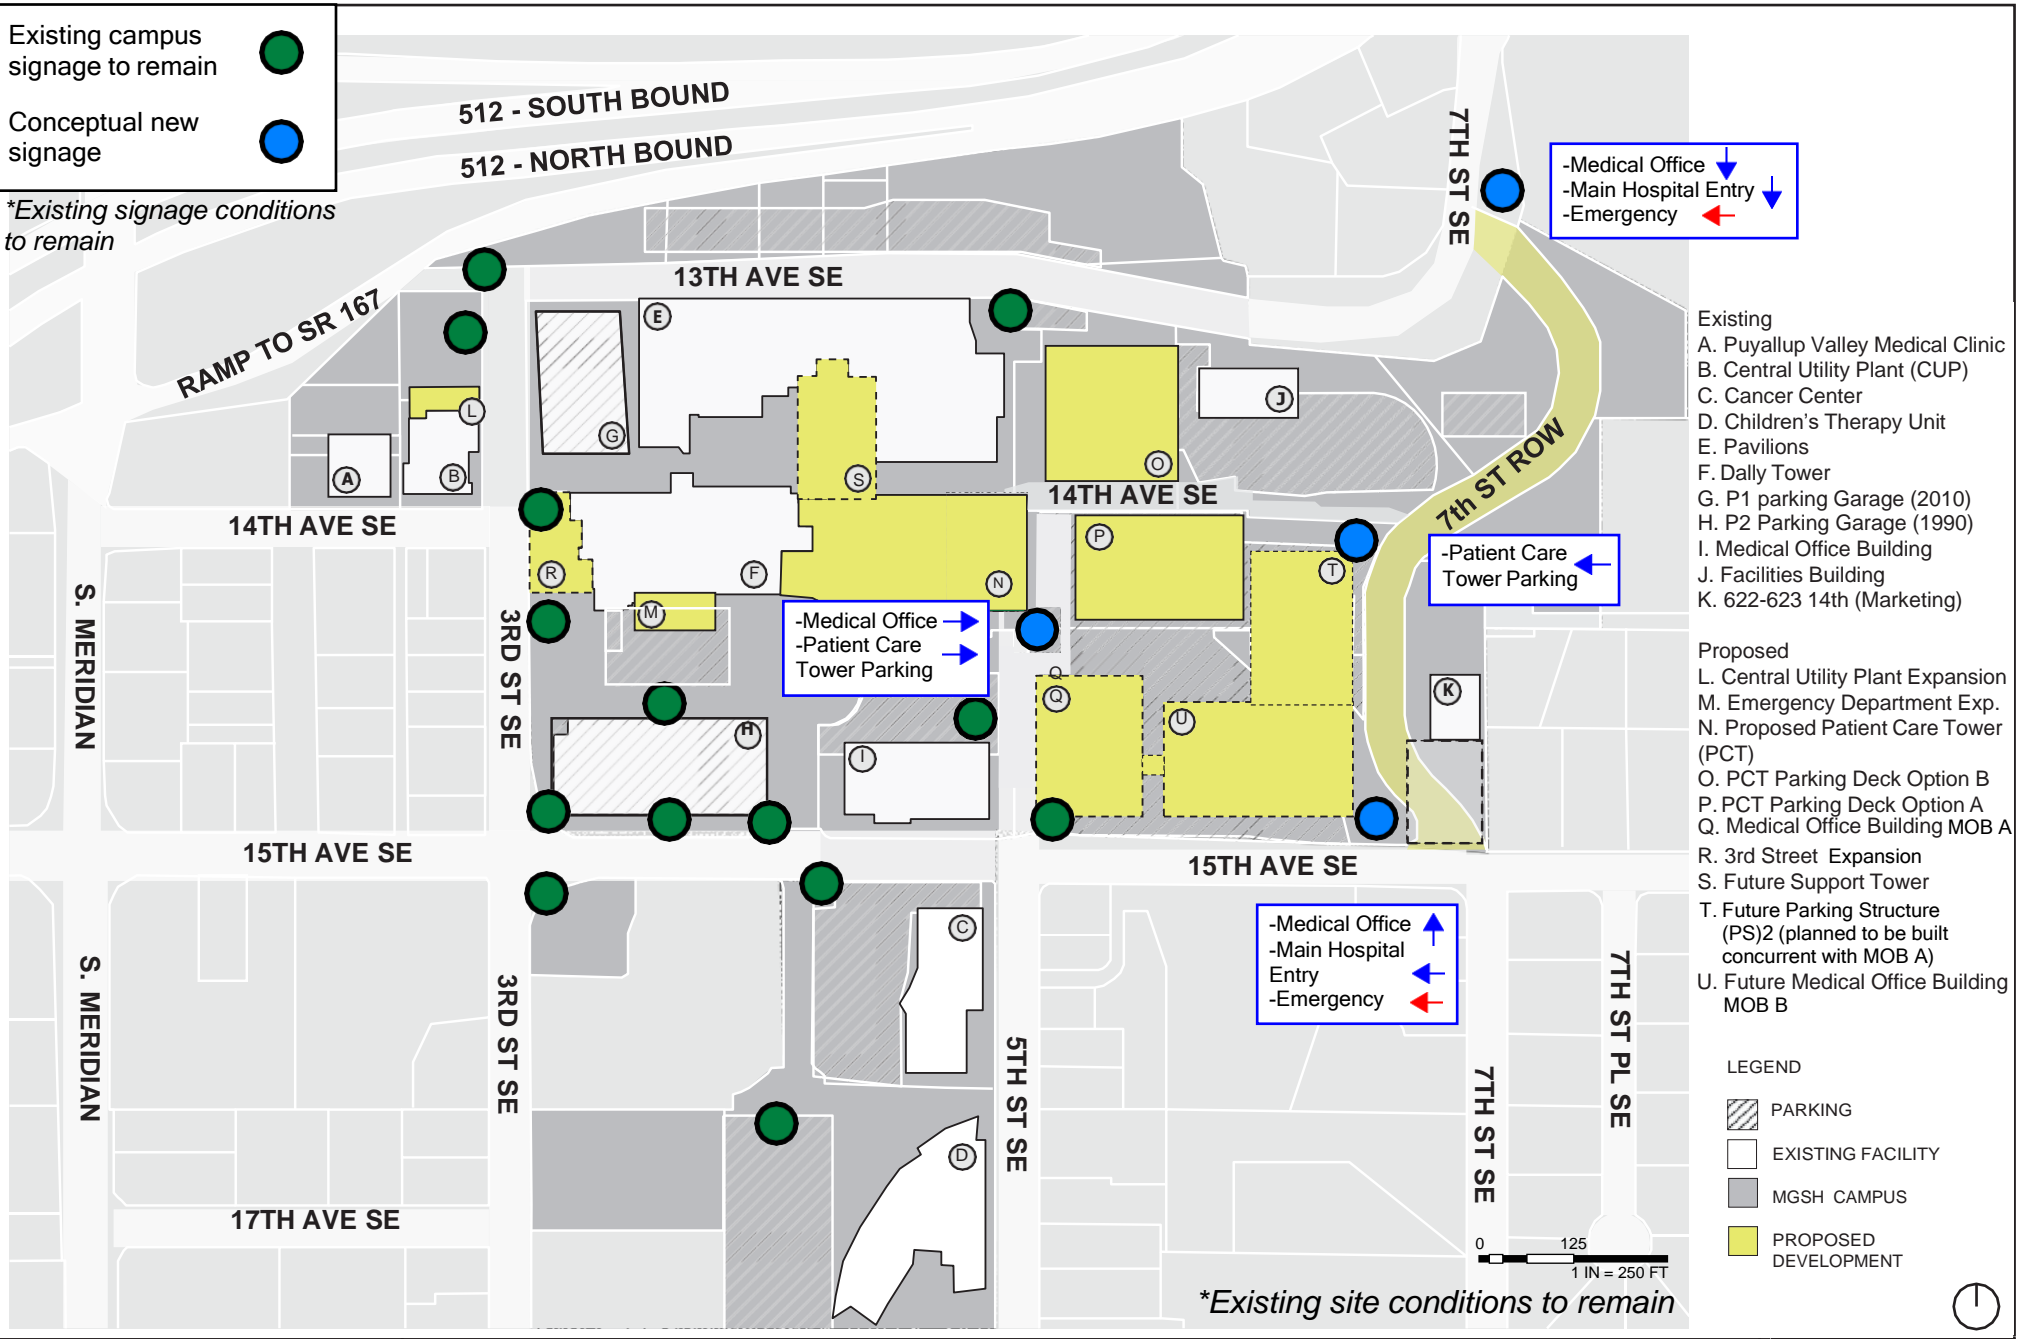 Existing campus
signage to remain
Conceptual new
signage
*Existing signage conditions
to remain
512 - SOUTH BOUND
512 - NORTH BOUND
RAMP TO SR 167
13TH AVE SE
7TH ST SE
-Medical Office
-Main Hospital Entry
-Emergency
E
G
L
A
B
S
O
J
14TH AVE SE
14TH AVE SE
7th ST ROW
R
F
N
M
P
T
-Patient Care
Tower Parking
-Medical Office
-Patient Care
Tower Parking
S. MERIDIAN
3RD ST SE
Q
Q
H
I
U
K
15TH AVE SE
15TH AVE SE
-Medical Office
-Main Hospital
Entry
-Emergency
C
D
S. MERIDIAN
3RD ST SE
5TH ST SE
7TH ST SE
7TH ST PL SE
17TH AVE SE
Existing
A. Puyallup Valley Medical Clinic
B. Central Utility Plant (CUP)
C. Cancer Center
D. Children's Therapy Unit
E. Pavilions
F. Dally Tower
G. P1 parking Garage (2010)
H. P2 Parking Garage (1990)
I. Medical Office Building
J. Facilities Building
K. 622-623 14th (Marketing)
Proposed
L. Central Utility Plant Expansion
M. Emergency Department Exp.
N. Proposed Patient Care Tower
(PCT)
O. PCT Parking Deck Option B
P. PCT Parking Deck Option A
Q. Medical Office Building MOB A
R. 3rd Street Expansion
S. Future Support Tower
T. Future Parking Structure
(PS)2 (planned to be built
concurrent with MOB A)
U. Future Medical Office Building
MOB B
LEGEND
PARKING
EXISTING FACILITY
MGSH CAMPUS
PROPOSED
DEVELOPMENT
0 125
1 IN = 250 FT
*Existing site conditions to remain